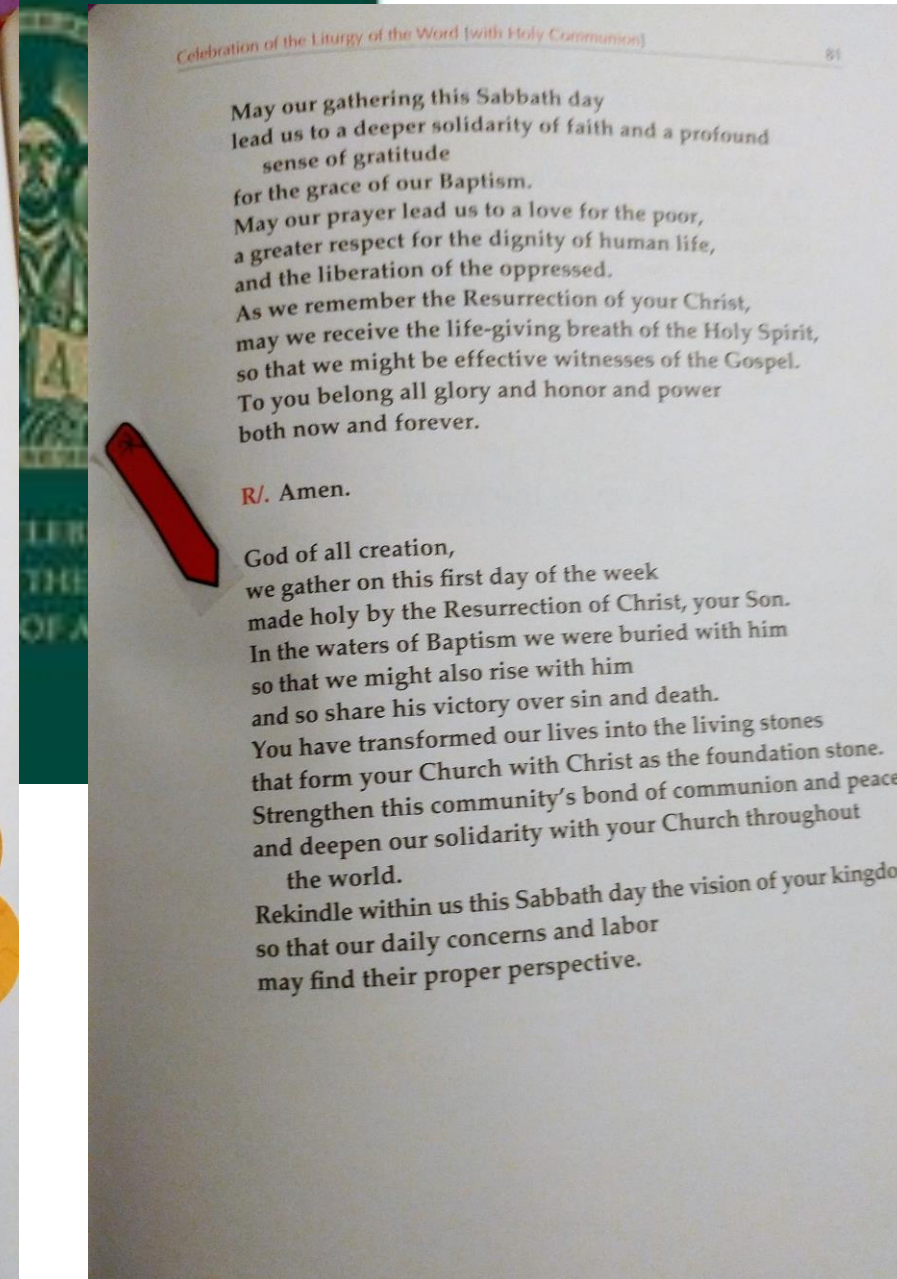 Celebration of the Liturgy of the Word [with Holy Communion]
81
May our gathering this Sabbath day
lead us to a deeper solidarity of faith and a profound
sense of gratitude
for the grace of our Baptism.
May our prayer lead us to a love for the poor,
a greater respect for the dignity of human life,
and the liberation of the oppressed.
As we remember the Resurrection of your Christ,
may we receive the life-giving breath of the Holy Spirit,
so that we might be effective witnesses of the Gospel.
To you belong all glory and honor and power
both now and forever.
R/. Amen.
God of all creation,
we gather on this first day of the week
made holy by the Resurrection of Christ, your Son.
In the waters of Baptism we were buried with him
so that we might also rise with him
and so share his victory over sin and death.
You have transformed our lives into the living stones
that form your Church with Christ as the foundation stone.
Strengthen this community's bond of communion and peace
and deepen our solidarity with your Church throughout
the world.
Rekindle within us this Sabbath day the vision of your kingdo
so that our daily concerns and labor
may find their proper perspective.
A
LEB
THE
OF A